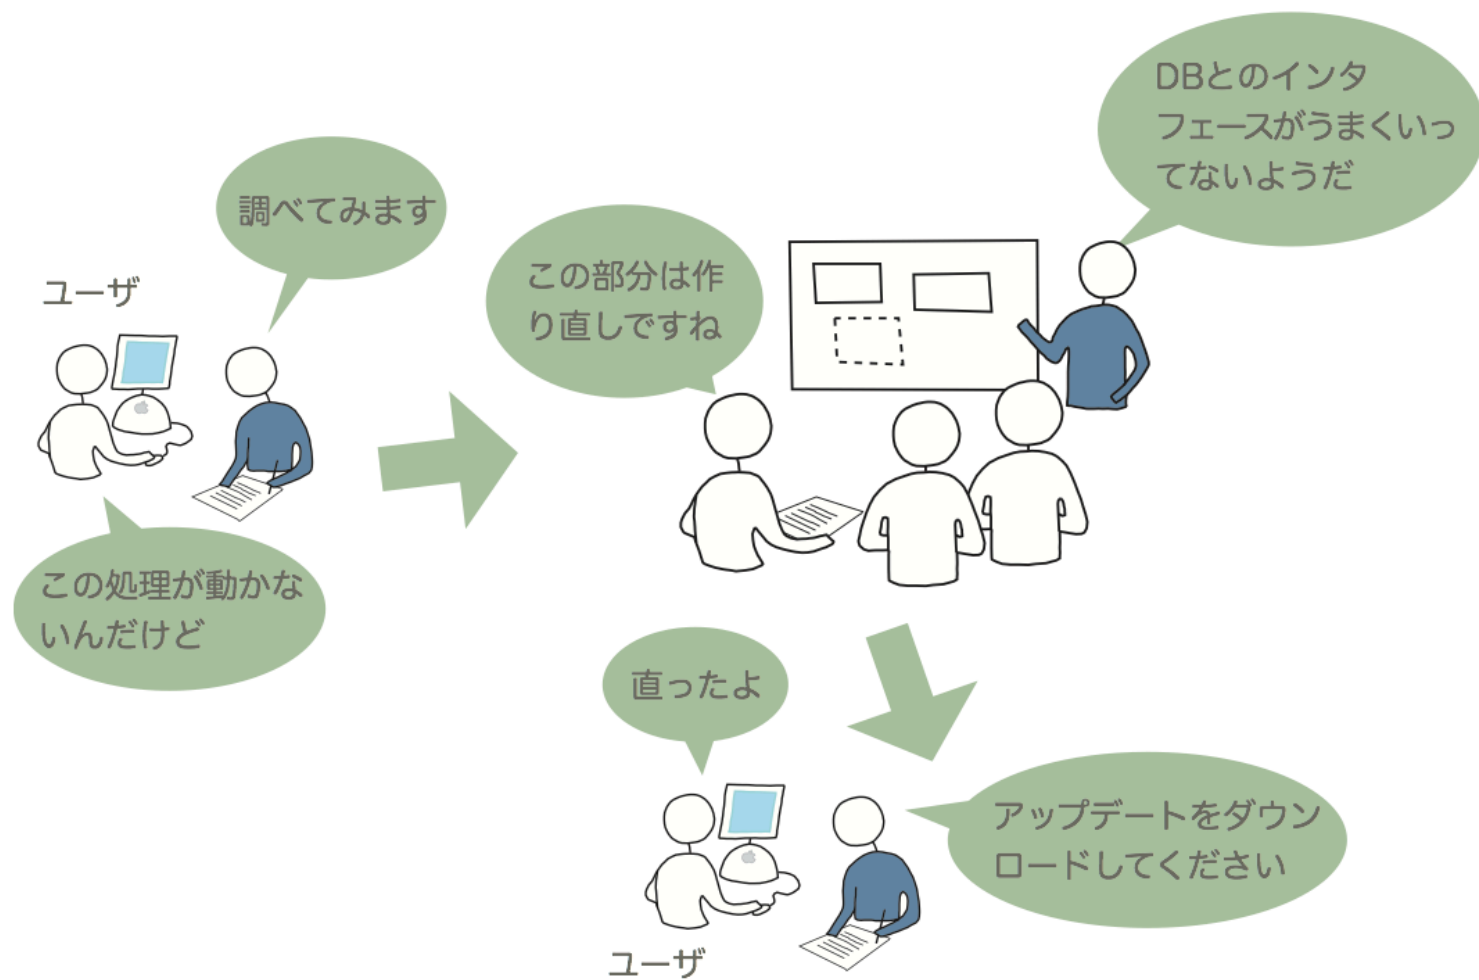 ユーザ
調べてみます
この処理が動かな
いんだけど
この部分は作
り直しですね
DBとのインタ
フェースがうまくいっ
てないようだ
直ったよ
アップデートをダウン
ロードしてください
ユーザ